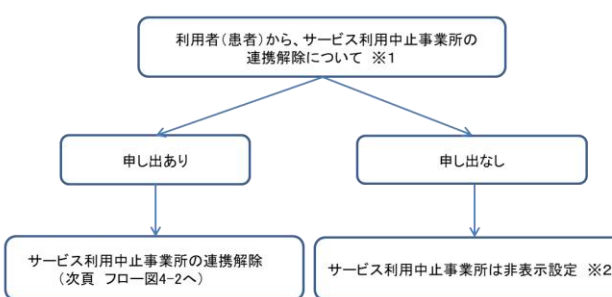 利用者(患者)から、サービス利用中止事業所の
連携解除について ※1
申し出あり
申し出なし
サービス利用中止事業所の連携解除
(次頁 フロー図4-2へ)
サービス利用中止事業所は非表示設定 ※2